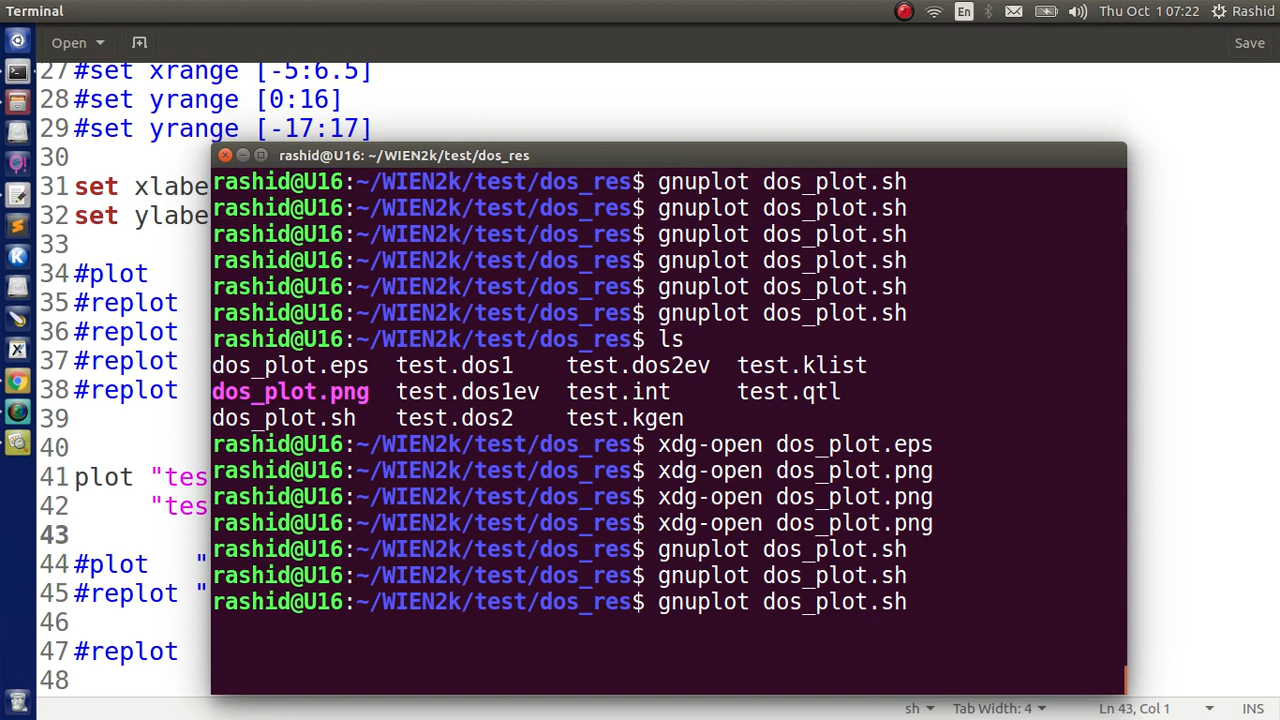 Terminal
En
Thu Oct 1 07:22
Rashid
Open
Save
27 #set xrange [-5:6.5]
28 #set yrange [0:16]
29 #set yrange [-17:17]
30
31 set xlabe
32 set ylabe
33
34 #plot
35 #replot
36 #replot
37 #replot
38 #replot
39
40
41 plot "tes
42 "tes
43
44 #plot "
45 #replot "
46
47 #replot
48
rashid@U16: ~/WIEN2k/test/dos_res
rashid@U16:~/WIEN2k/test/dos_res$ gnuplot dos_plot.sh
rashid@U16:~/WIEN2k/test/dos_res$ gnuplot dos_plot.sh
rashid@U16:~/WIEN2k/test/dos_res$ gnuplot dos_plot.sh
rashid@U16:~/WIEN2k/test/dos_res$ gnuplot dos_plot.sh
rashid@U16:~/WIEN2k/test/dos_res$ gnuplot dos_plot.sh
rashid@U16:~/WIEN2k/test/dos_res$ gnuplot dos_plot.sh
rashid@U16:~/WIEN2k/test/dos_res$ ls
dos_plot.eps test.dos1 test.dos2ev test.klist
dos_plot.png test.dos1ev test.int test.qtl
dos_plot.sh test.dos2 test.kgen
rashid@U16:~/WIEN2k/test/dos_res$ xdg-open dos_plot.eps
rashid@U16:~/WIEN2k/test/dos_res$ xdg-open dos_plot.png
rashid@U16:~/WIEN2k/test/dos_res$ xdg-open dos_plot.png
rashid@U16:~/WIEN2k/test/dos_res$ xdg-open dos_plot.png
rashid@U16:~/WIEN2k/test/dos_res$ gnuplot dos_plot.sh
rashid@U16:~/WIEN2k/test/dos_res$ gnuplot dos_plot.sh
rashid@U16:~/WIEN2k/test/dos_res$ gnuplot dos_plot.sh
sh
Tab Width: 4
Ln 43, Col 1
INS